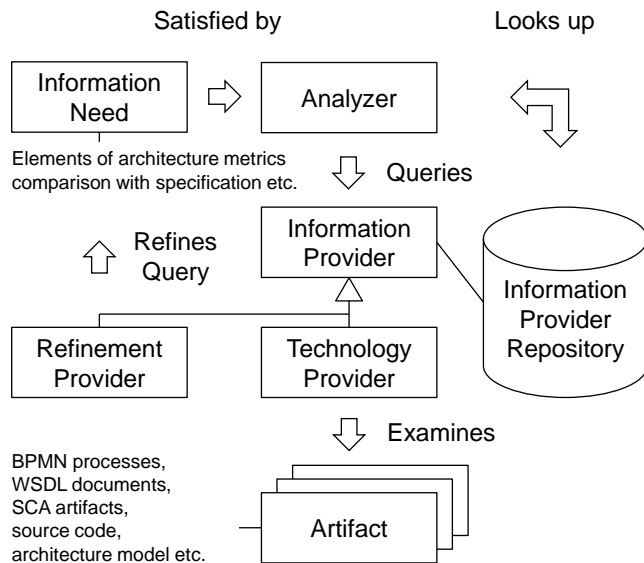 Satisfied by
Looks up
Information
Need
Analyzer
Elements of architecture metrics
comparison with specification etc.
Queries
Refines
Query
Information
Provider
Information
Provider
Repository
Refinement
Provider
Technology
Provider
Examines
BPMN processes,
WSDL documents,
SCA artifacts,
source code,
architecture model etc.
Artifact